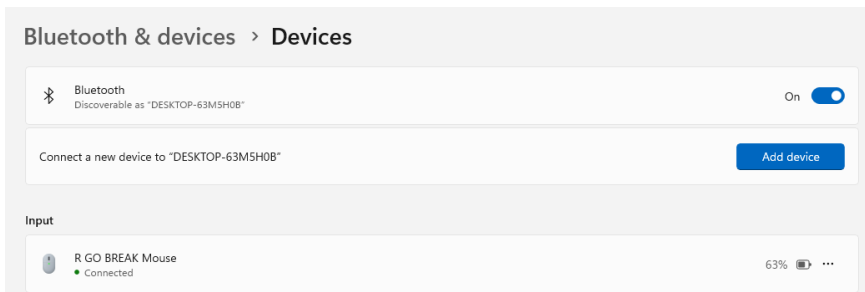 Bluetooth & devices > Devices
Bluetooth
Discoverable as "DESKTOP-63M5H0B"
On
Connect a new device to "DESKTOP-63M5H0B"
Add device
Input
R GO BREAK Mouse
Connected
63%